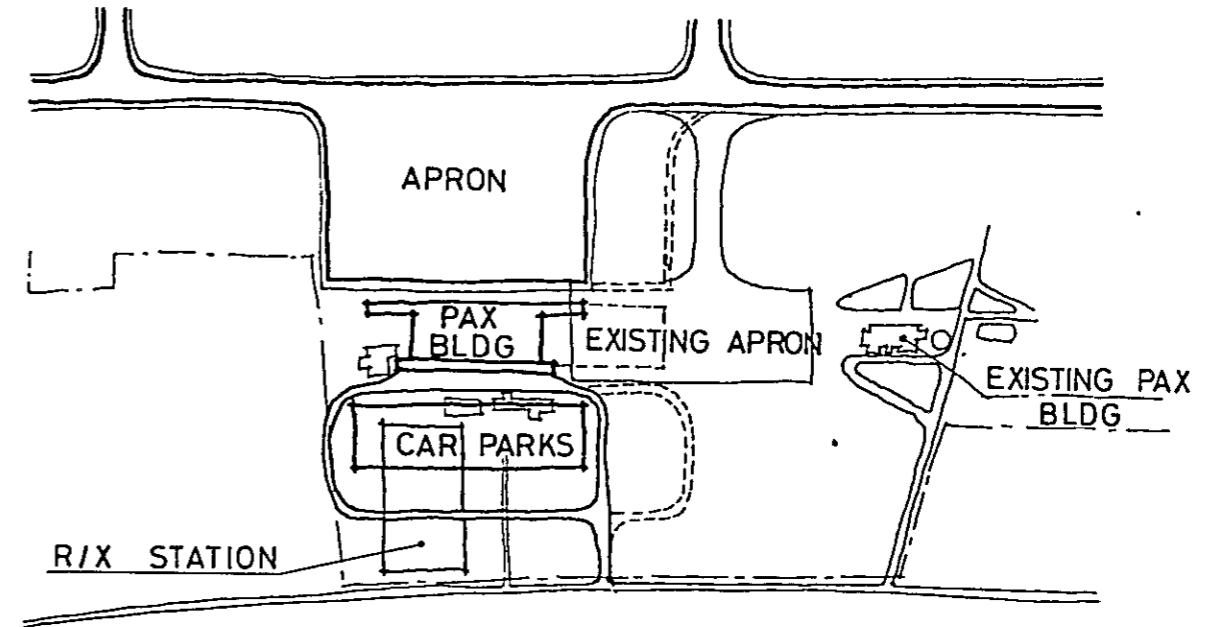 APRON
PAX
BLDG
EXISTING APRON
EXISTING PAX
BLDG
CAR PARKS
R/X STATION